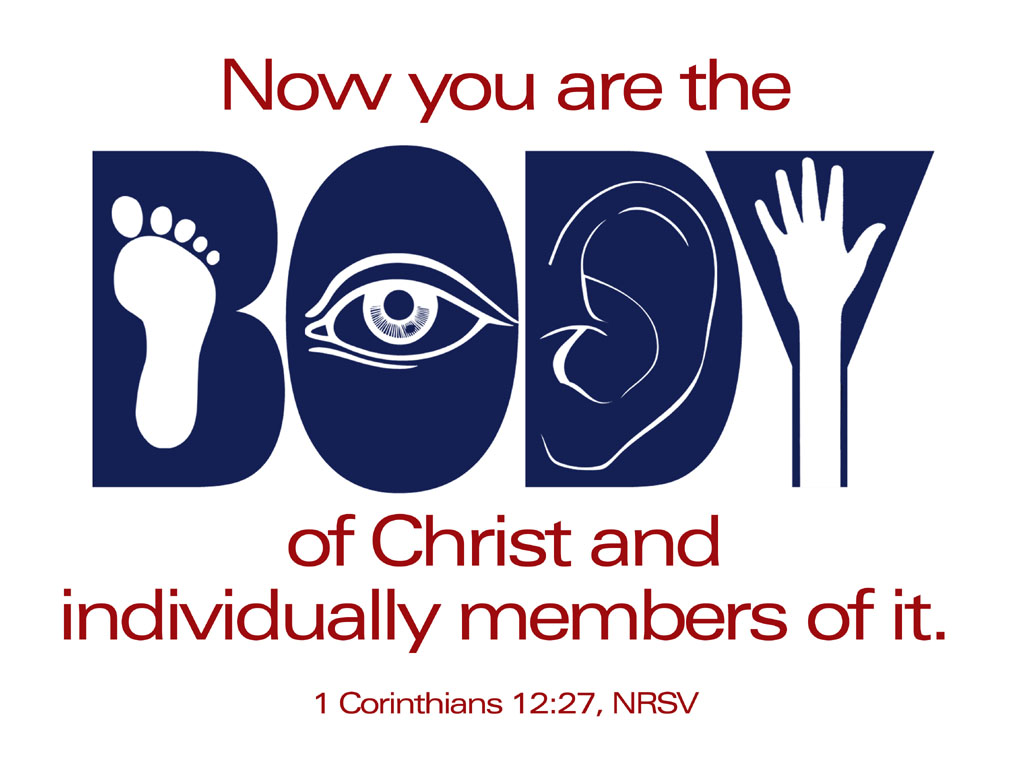 Now you are the
BODY
of Christ and
individually members of it.
1 Corinthians 12:27, NRSV